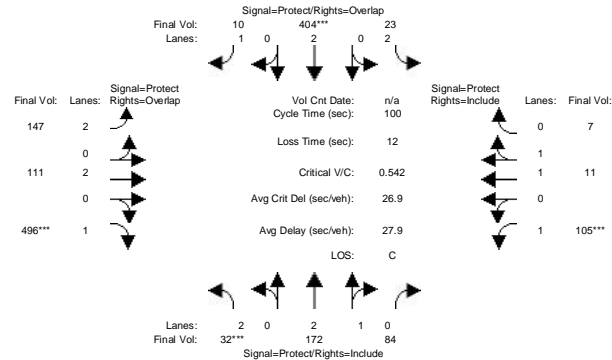 Signal=Protect/Rights=Overlap
Final Vol: 10 404*** 23
Lanes: 1 0 2 0 2
Signal=Protect
Final Vol: Lanes: Rights=Overlap
Vol Cnt Date: n/a
Cycle Time (sec): 100
Signal=Protect
Rights=Include Lanes: Final Vol:
147 2
0 7
Loss Time (sec): 12
0
1
111 2
Critical V/C: 0.542
1 11
0
Avg Crit Del (sec/veh): 26.9
0
496*** 1
Avg Delay (sec/veh): 27.9
1 105***
LOS: C
Lanes: 2 0 2 1 0
Final Vol: 32*** 172 84
Signal=Protect/Rights=Include